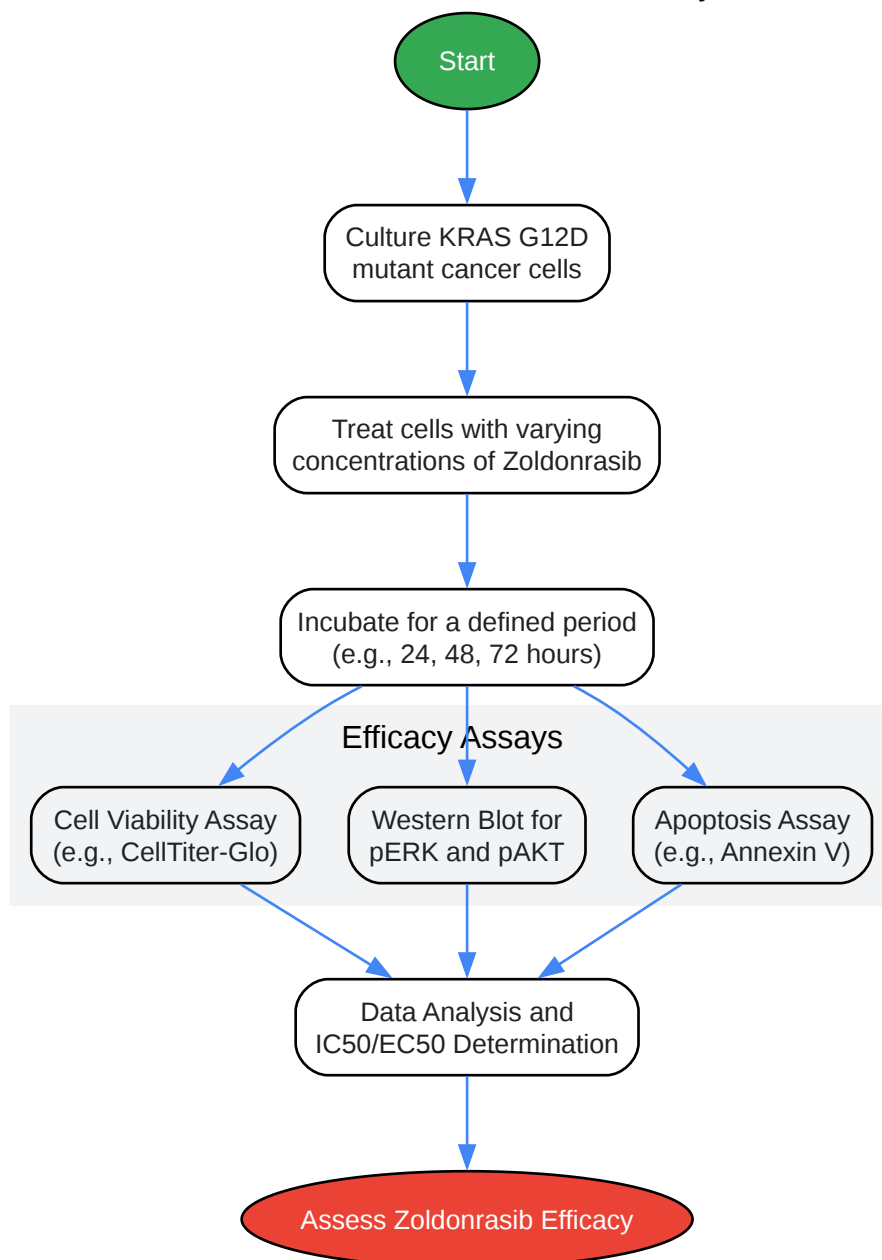 Start
Culture KRAS G12D
mutant cancer cells
Treat cells with varying
concentrations of Zoldonrasib
Incubate for a defined period
(e.g., 24, 48, 72 hours)
Efficacy Assays
Cell Viability Assay
(e.g., CellTiter-Glo)
Western Blot for
pERK and pAKT
Apoptosis Assay
(e.g., Annexin V)
Data Analysis and
IC50/EC50 Determination
Assess Zoldonrasib Efficacy